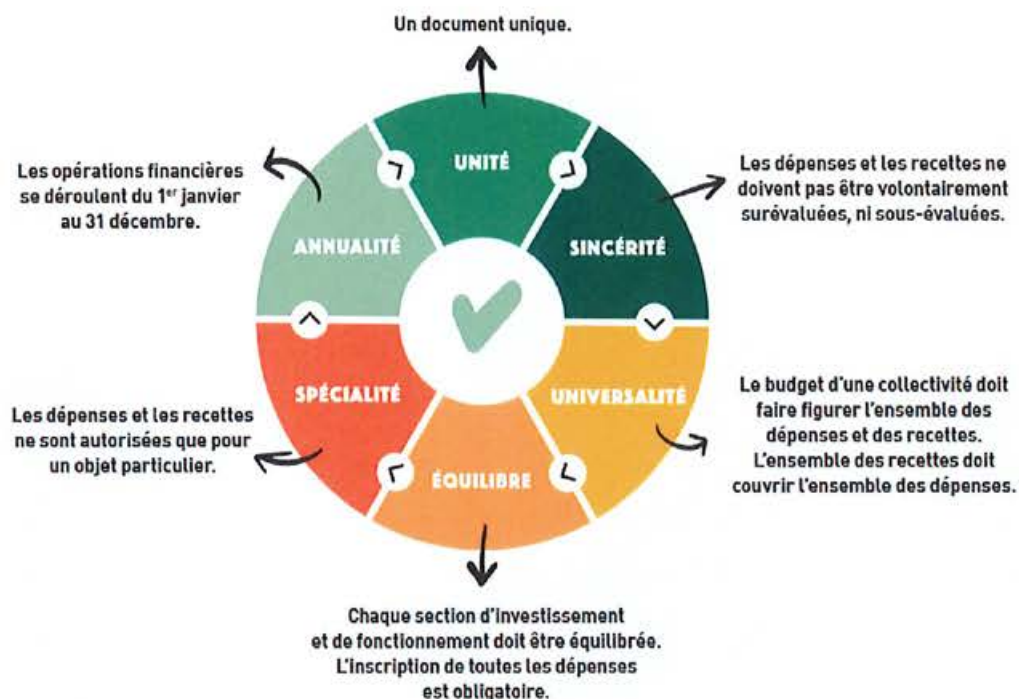 Un document unique.
UNITÉ
Les dépenses et les recettes ne
doivent pas être volontairement
surévaluées, ni sous-évaluées.
SINCÉRITÉ
UNIVERSALITÉ
Le budget d'une collectivité doit
faire figurer l'ensemble des
dépenses et des recettes.
L'ensemble des recettes doit
couvrir l'ensemble des dépenses.
ÉQUILIBRE
Chaque section d'investissement
et de fonctionnement doit être équilibrée.
L'inscription de toutes les dépenses
est obligatoire.
SPÉCIALITÉ
Les dépenses et les recettes
ne sont autorisées que pour
un objet particulier.
ANNUALITÉ
Les opérations financières
se déroulent du 1er janvier
au 31 décembre.